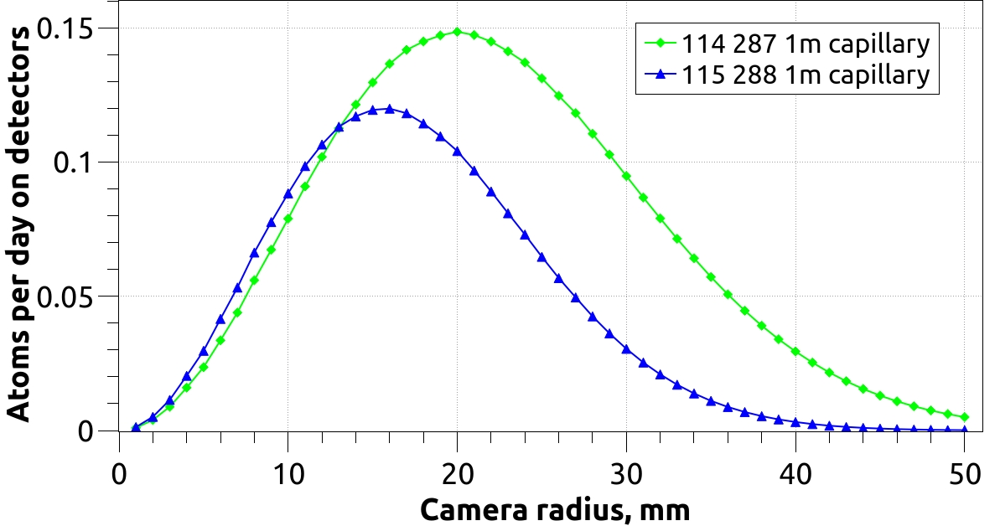 Atoms per day on detectors
0.15
0.1
0.05
0
114 287 1m capillary
115 288 1m capillary
0 10 20 30 40 50
Camera radius, mm